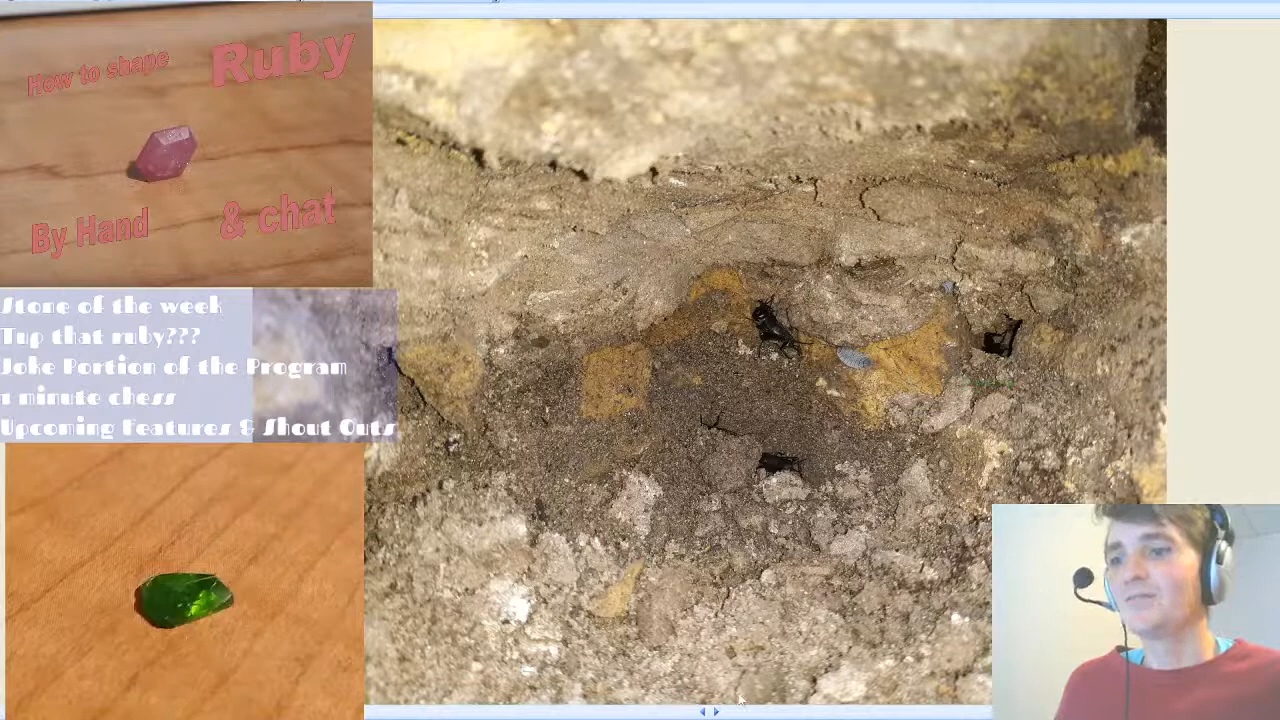 How to shape Ruby
By Hand & chat
Stone of the week
Tup that ruby???
Joke Portion of the Program
1 minute chess
Upcoming Features & Shout Outs